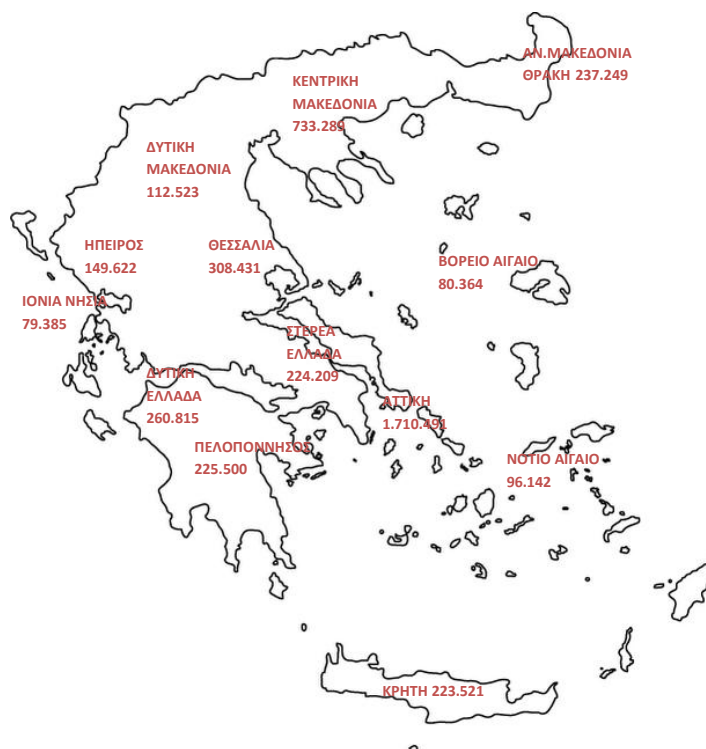 ΑΝ.ΜΑΚΕΔΟΝΙΑ
ΘΡΑΚΗ 237.249
ΚΕΝΤΡΙΚΗ
ΜΑΚΕΔΟΝΙΑ
733.289
ΔΥΤΙΚΗ
ΜΑΚΕΔΟΝΙΑ
112.523
ΗΠΕΙΡΟΣ
149.622
ΘΕΣΣΑΛΙΑ
308.431
ΒΟΡΕΙΟ ΑΙΓΑΙΟ
80.364
ΙΟΝΙΑ ΝΗΣΙΑ
79.385
ΣΤΕΡΕΑ
ΕΛΛΑΔΑ
224.209
ΔΥΤΙΚΗ
ΕΛΛΑΔΑ
260.815
ΑΤΤΙΚΗ
1.710.491
ΠΕΛΟΠΟΝΝΗΣΟΣ
225.500
ΝΟΤΙΟ ΑΙΓΑΙΟ
96.142
ΚΡΗΤΗ 223.521